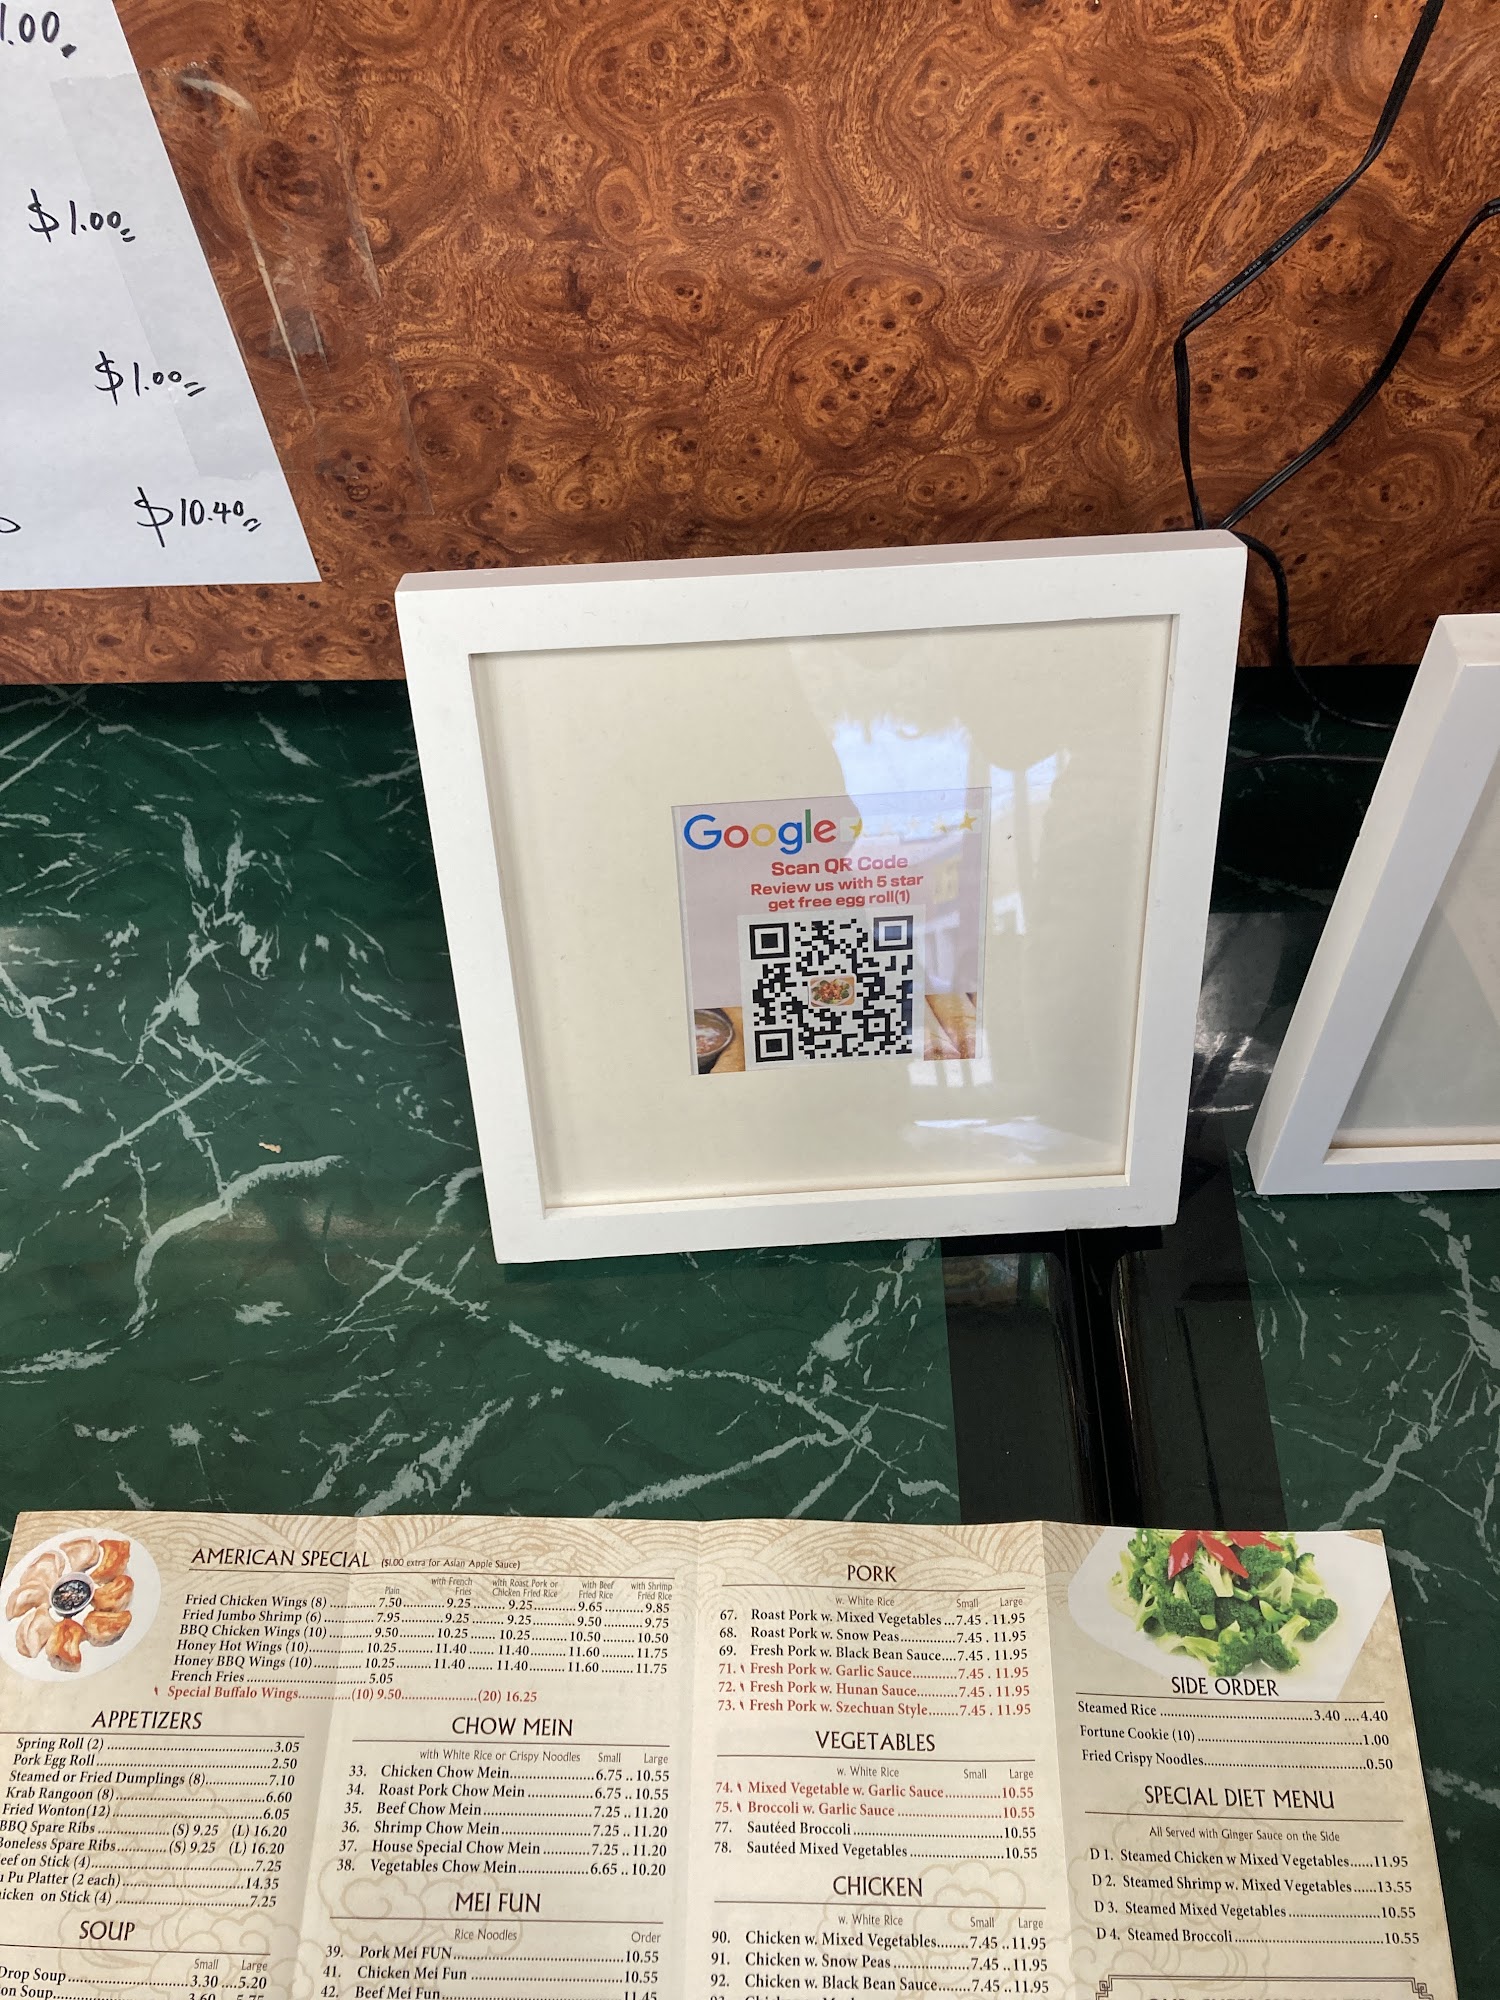 1.00
$1.00
$1.00
$10.40
Google
Scan QR Code
Review us with 5 star
get free egg roll(1)
AMERICAN SPECIAL ($1.00 extra for Asian Apple Sauce)
Plain with French Fries with Roast Pork or Chicken Fried Rice with Beef Fried Rice with Shrimp Fried Rice
Fried Chicken Wings (8) 7.50 9.25 9.25 9.65 9.85
Fried Jumbo Shrimp (6) 7.95 9.25 9.25 9.50 9.75
BBQ Chicken Wings (10) 9.50 10.25 10.25 10.50 10.50
Honey Hot Wings (10) 10.25 11.40 11.40 11.60 11.75
Honey BBQ Wings (10) 10.25 11.40 11.40 11.60 11.75
French Fries 5.05
Special Buffalo Wings (10) 9.50 (20) 16.25
APPETIZERS
Spring Roll (2) 3.05
Pork Egg Roll 2.50
Steamed or Fried Dumplings (8) 7.10
Krab Rangoon (8) 6.60
Fried Wonton(12) 6.05
BBQ Spare Ribs (S) 9.25 (L) 16.20
Boneless Spare Ribs (S) 9.25 (L) 16.20
eef on Stick (4) 7.25
u Pu Platter (2 each) 14.35
icken on Stick (4) 7.25
SOUP
Small Large
Drop Soup 3.30 5.20
on Soup 3.60 5.75
CHOW MEIN
with White Rice or Crispy Noodles Small Large
33. Chicken Chow Mein 6.75 10.55
34. Roast Pork Chow Mein 6.75 10.55
35. Beef Chow Mein 7.25 11.20
36. Shrimp Chow Mein 7.25 11.20
37. House Special Chow Mein 7.25 11.20
38. Vegetables Chow Mein 6.65 10.20
MEI FUN
Rice Noodles Order
39. Pork Mei FUN 10.55
41. Chicken Mei Fun 10.55
42. Beef Mei Fun 11.45
PORK
w. White Rice Small Large
67. Roast Pork w. Mixed Vegetables 7.45 11.95
68. Roast Pork w. Snow Peas 7.45 11.95
69. Fresh Pork w. Black Bean Sauce 7.45 11.95
71. Fresh Pork w. Garlic Sauce 7.45 11.95
72. Fresh Pork w. Hunan Sauce 7.45 11.95
73. Fresh Pork w. Szechuan Style 7.45 11.95
VEGETABLES
w. White Rice Small Large
74. Mixed Vegetable w. Garlic Sauce 10.55
75. Broccoli w. Garlic Sauce 10.55
77. Sautéed Broccoli 10.55
78. Sautéed Mixed Vegetables 10.55
CHICKEN
w. White Rice Small Large
90. Chicken w. Mixed Vegetables 7.45 11.95
91. Chicken w. Snow Peas 7.45 11.95
92. Chicken w. Black Bean Sauce 7.45 11.95
SIDE ORDER
Steamed Rice 3.40 4.40
Fortune Cookie (10) 1.00
Fried Crispy Noodles 0.50
SPECIAL DIET MENU
All Served with Ginger Sauce on the Side
D 1. Steamed Chicken w Mixed Vegetables 11.95
D 2. Steamed Shrimp w. Mixed Vegetables 13.55
D 3. Steamed Mixed Vegetables 10.55
D 4. Steamed Broccoli 10.55